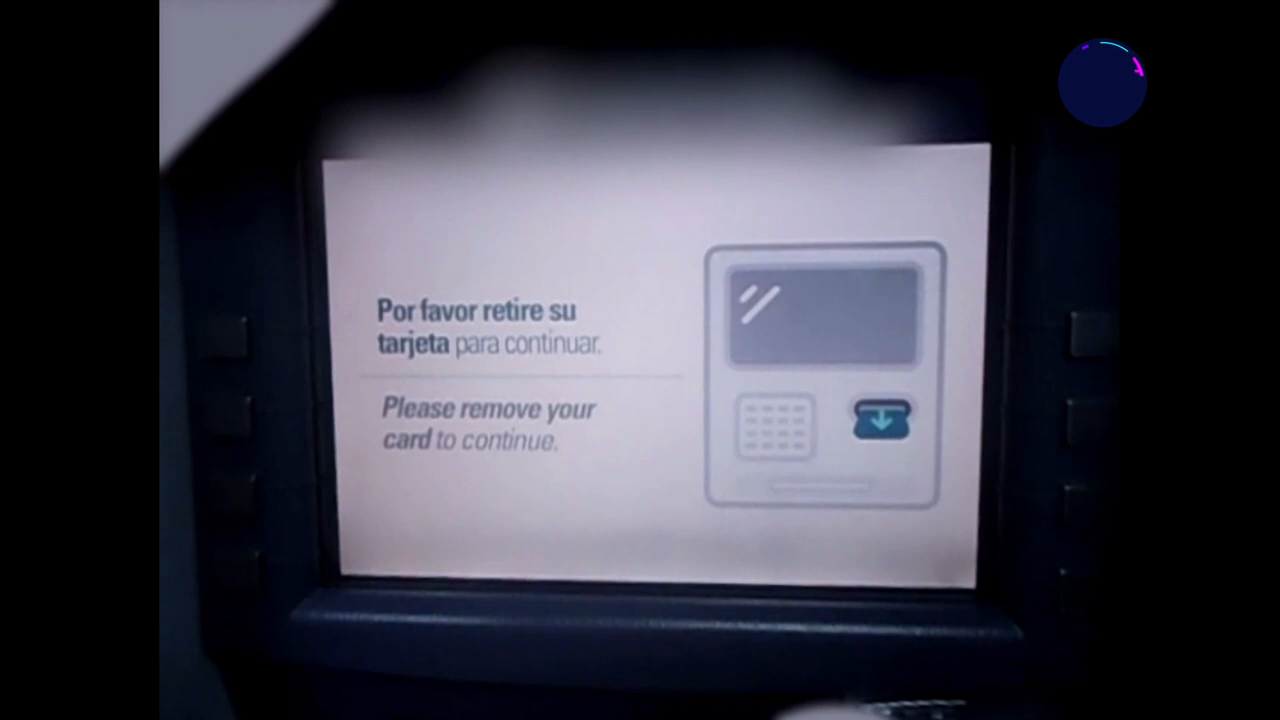 Por favor retire su
tarjeta para continuar.
Please remove your
card to continue.